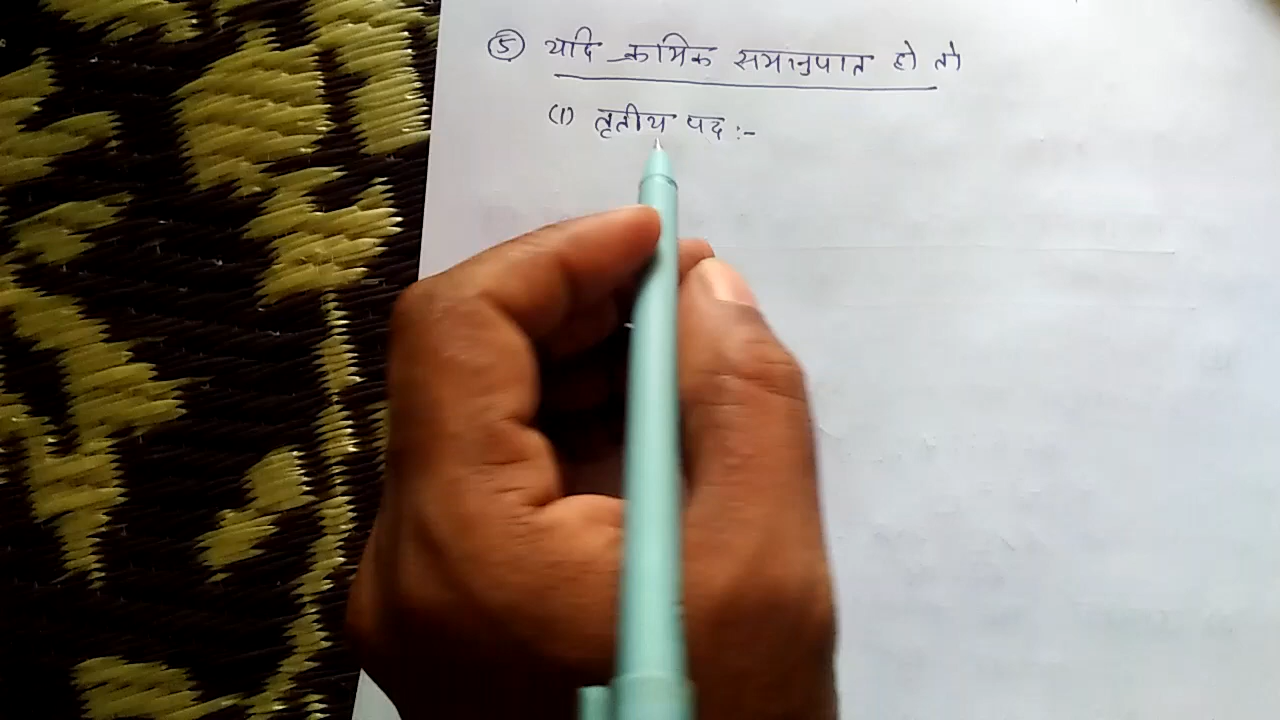 ⑤ यदि क्रमिक समानुपात हो तो
(1) तृतीय पद :-